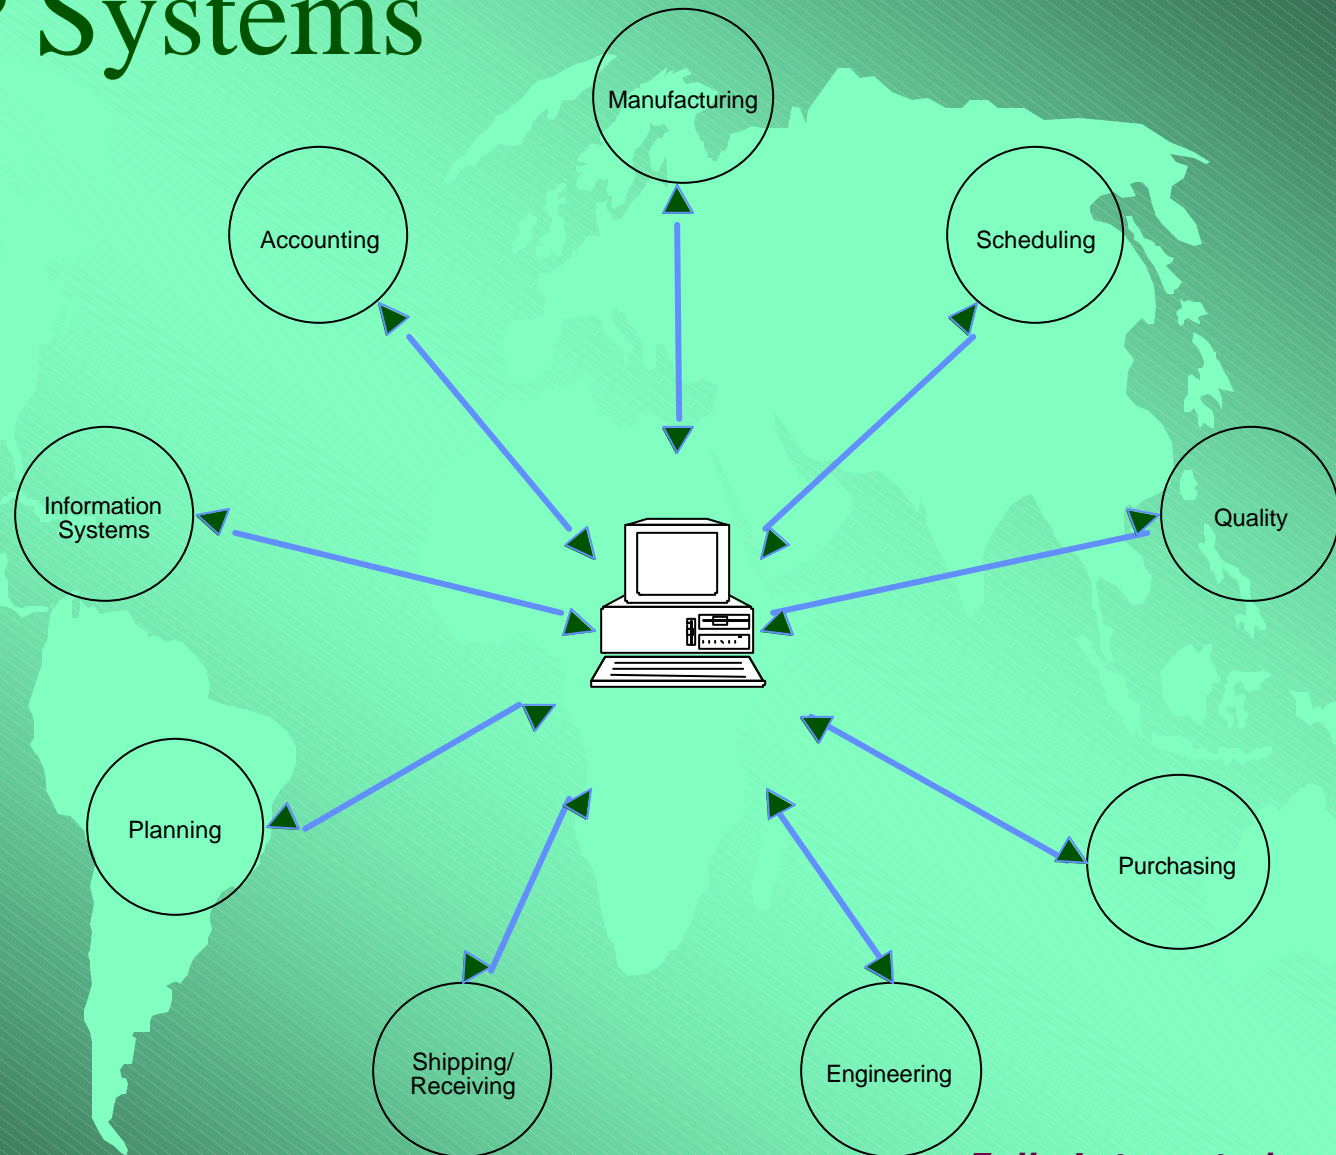 Systems
Manufacturing
Accounting
Scheduling
Information
Systems
Quality
Planning
Purchasing
Shipping/
Receiving
Engineering